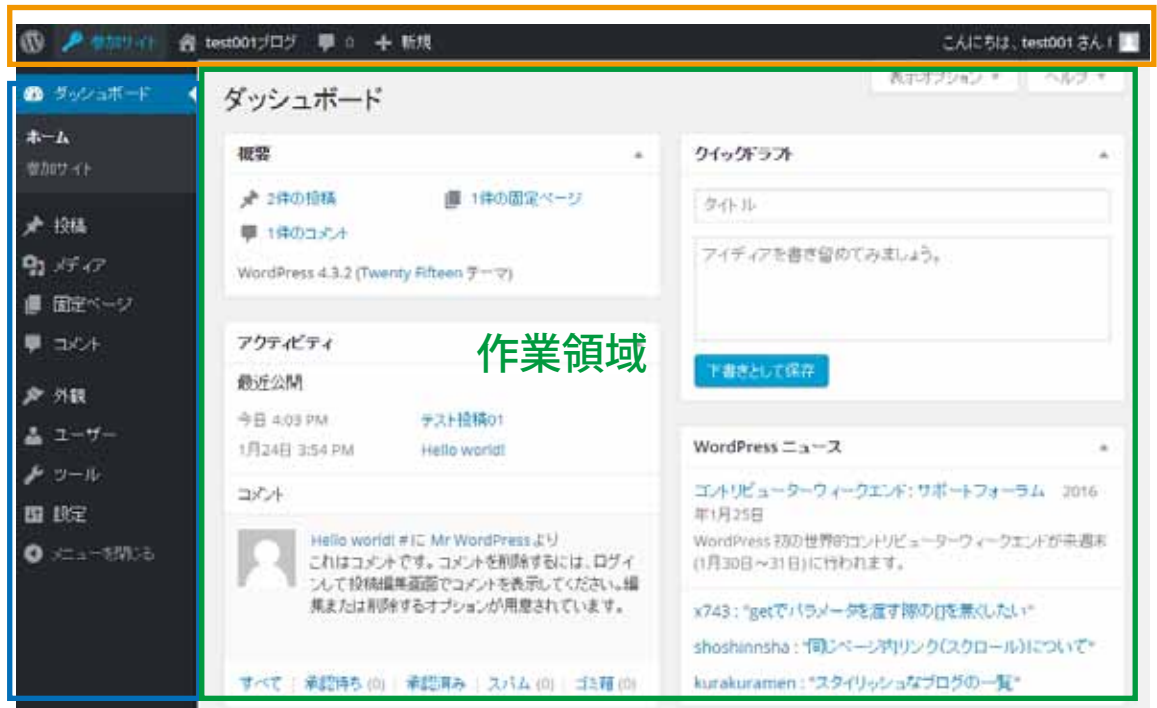 参加サイト test001ブログ 0 新規 こんにちは、test001 さん！
ダッシュボード
ホーム
参加サイト
投稿
メディア
固定ページ
コメント
外観
ユーザー
ツール
設定
メニューを閉じる
表示オプション ヘルプ
ダッシュボード
概要
2件の投稿 1件の固定ページ
1件のコメント
WordPress 4.3.2 (Twenty Fifteen テーマ)
アクティビティ
最近公開
今日 4:03 PM テスト投稿01
1月24日 3:54 PM Hello world!
コメント
Hello world! #に Mr WordPress より
これはコメントです。コメントを削除するには、ログイ
ンして投稿編集画面でコメントを表示してください。編
集または削除するオプションが用意されています。
すべて | 承認待ち (0) | 承認済み | スパム (0) | ゴミ箱 (0)
作業領域
クイックドラフト
タイトル
アイディアを書き留めてみましょう。
下書きとして保存
WordPress ニュース
コントリビューターウィークエンド: サポートフォーラム 2016
年1月25日
WordPress 初の世界的コントリビューターウィークエンドが来週末
(1月30日～31日)に行われます。
x743 : "getでパラメータを渡す際の[]を無くしたい"
shoshinnsha : "同じページ内リンク(スクロール)について"
kurakuramen : "スタイリッシュなブログの一覧"